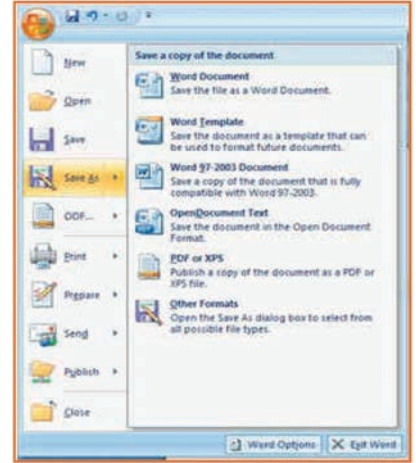 New
Open
Save
Save As
ODF...
Print
Prepare
Send
Publish
Close
Save a copy of the document
Word Document
Save the file as a Word Document.
Word Template
Save the document as a template that can
be used to format future documents.
Word 97-2003 Document
Save a copy of the document that is fully
compatible with Word 97-2003.
OpenDocument Text
Save the document in the Open Document
Format.
PDF or XPS
Publish a copy of the document as a PDF or
XPS file.
Other Formats
Open the Save As dialog box to select from
all possible file types.
Word Options
Exit Word